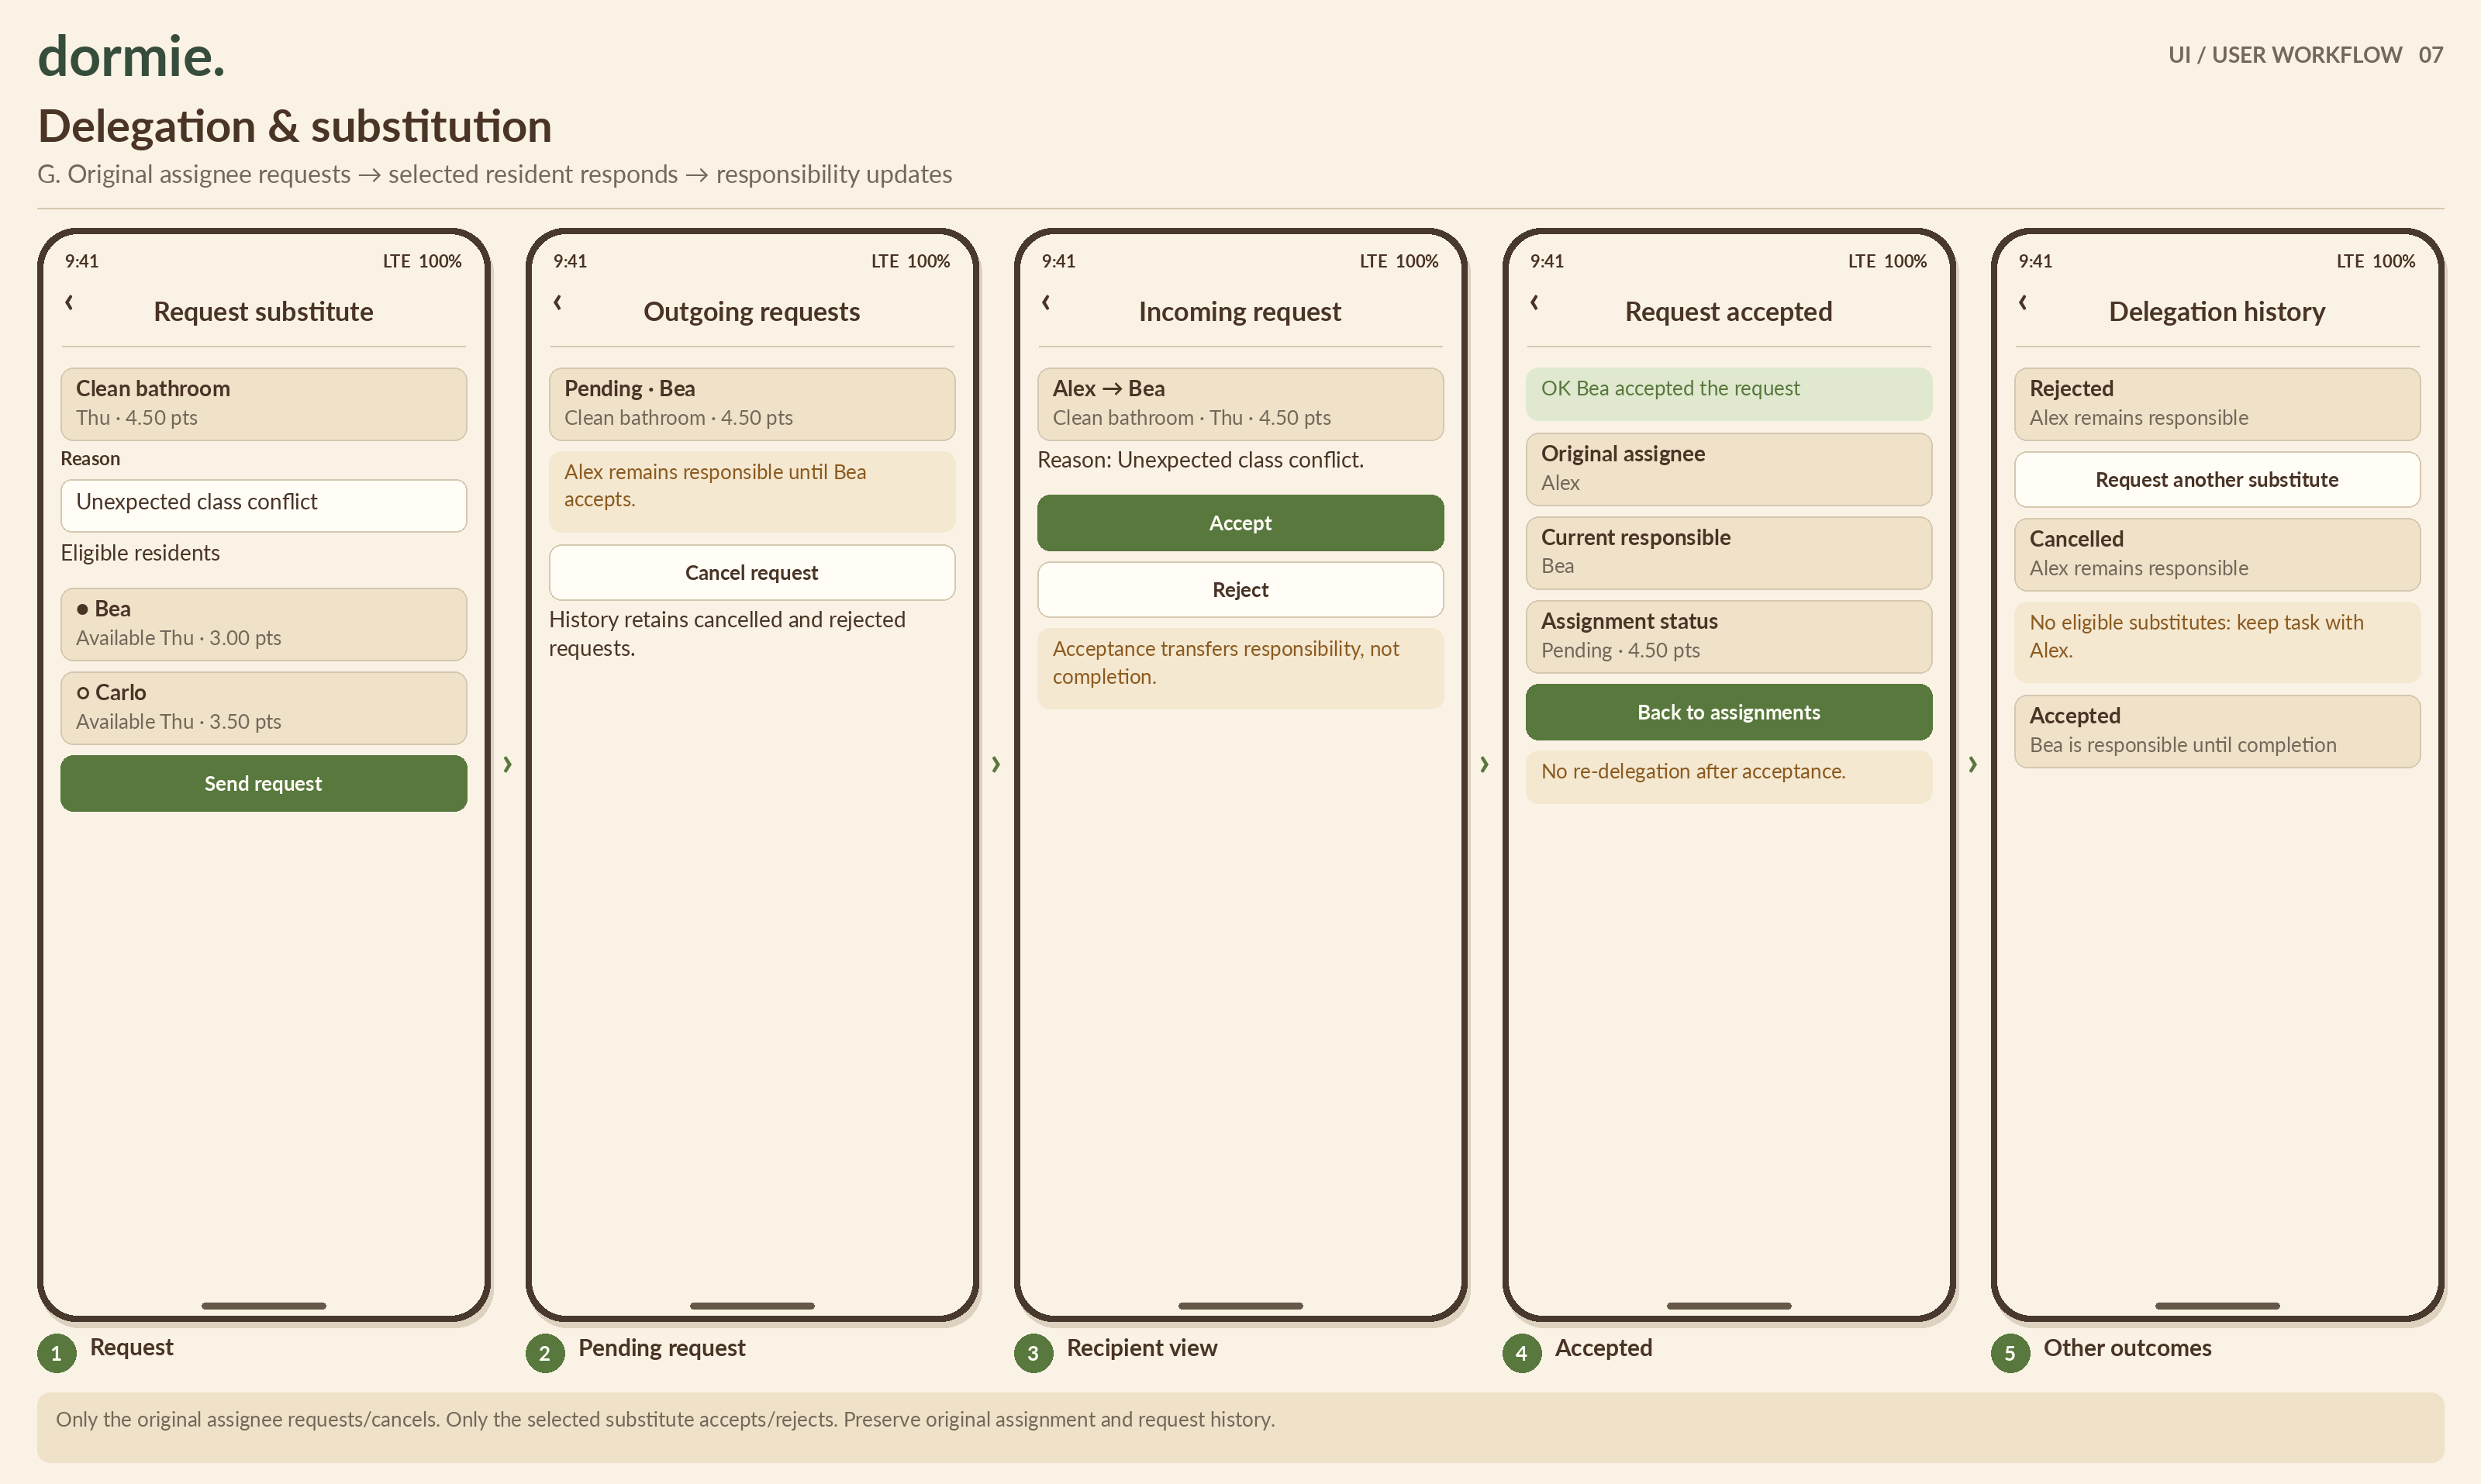 dormie.
UI / USER WORKFLOW 07
Delegation & substitution
G. Original assignee requests → selected resident responds → responsibility updates
9:41 LTE 100%
‹
Request substitute
Clean bathroom
Thu · 4.50 pts
Reason
Unexpected class conflict
Eligible residents
● Bea
Available Thu · 3.00 pts
○ Carlo
Available Thu · 3.50 pts
Send request
1 Request
›
9:41 LTE 100%
‹
Outgoing requests
Pending · Bea
Clean bathroom · 4.50 pts
Alex remains responsible until Bea
accepts.
Cancel request
History retains cancelled and rejected
requests.
2 Pending request
›
9:41 LTE 100%
‹
Incoming request
Alex → Bea
Clean bathroom · Thu · 4.50 pts
Reason: Unexpected class conflict.
Accept
Reject
Acceptance transfers responsibility, not
completion.
3 Recipient view
›
9:41 LTE 100%
‹
Request accepted
OK Bea accepted the request
Original assignee
Alex
Current responsible
Bea
Assignment status
Pending · 4.50 pts
Back to assignments
No re-delegation after acceptance.
4 Accepted
›
9:41 LTE 100%
‹
Delegation history
Rejected
Alex remains responsible
Request another substitute
Cancelled
Alex remains responsible
No eligible substitutes: keep task with
Alex.
Accepted
Bea is responsible until completion
5 Other outcomes
Only the original assignee requests/cancels. Only the selected substitute accepts/rejects. Preserve original assignment and request history.